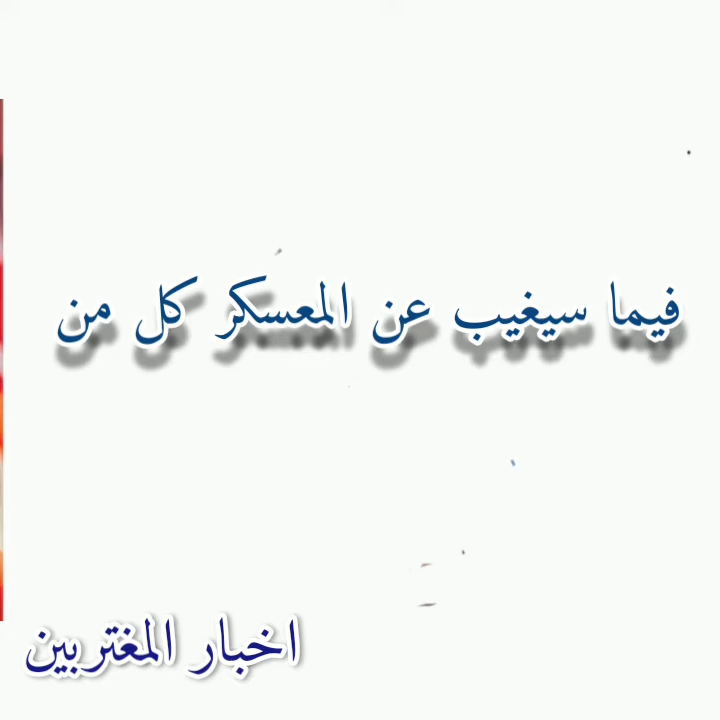 فيما سيغيب عن المعسكر كل من
اخبار المغتربين